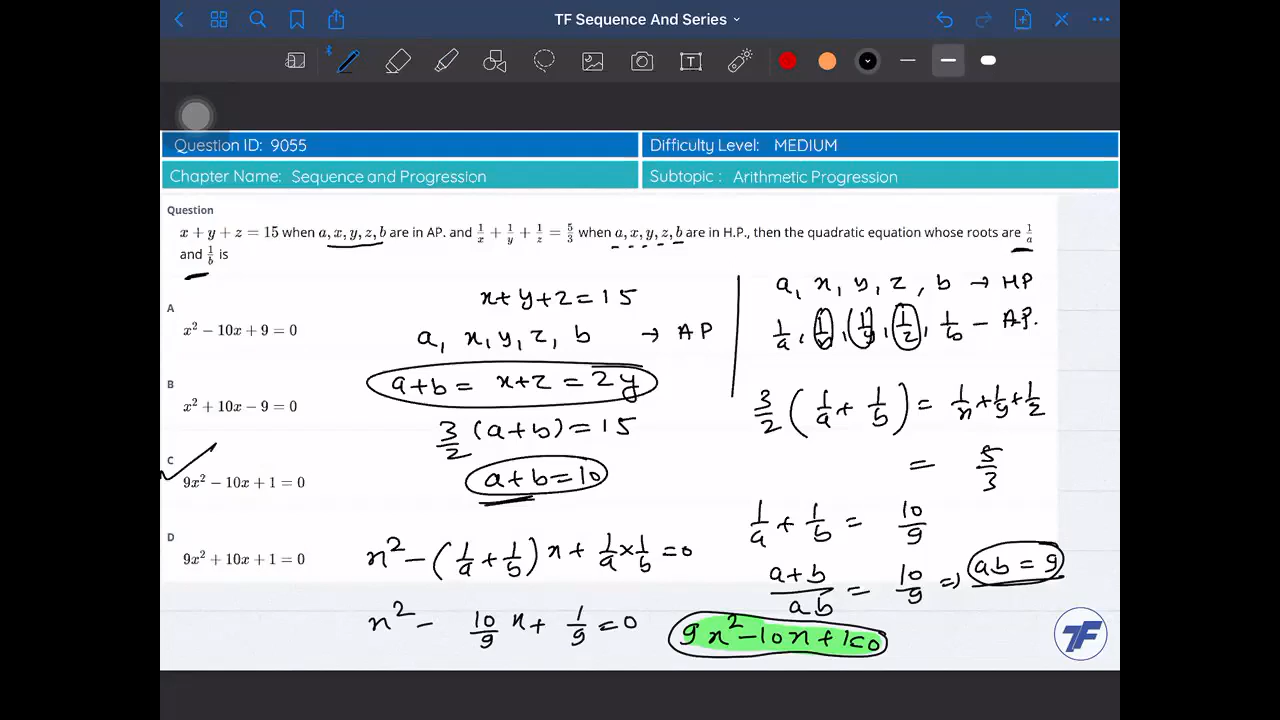 TF Sequence And Series
Question ID: 9055
Difficulty Level: MEDIUM
Chapter Name: Sequence and Progression
Subtopic : Arithmetic Progression
Question
x + y + z = 15 when a, x, y, z, b are in AP. and 1/x + 1/y + 1/z = 5/3 when a, x, y, z, b are in H.P., then the quadratic equation whose roots are 1/a
and 1/b is
A
x² − 10x + 9 = 0
B
x² + 10x − 9 = 0
C
9x² − 10x + 1 = 0
D
9x² + 10x + 1 = 0
x+y+z=15
a, x, y, z, b → AP
a+b = x+z = 2y
3/2 (a+b) = 15
a+b=10
x² − (1/a + 1/b) x + 1/a × 1/b = 0
x² − 10/9 x + 1/9 = 0
a, x, y, z, b → HP
1/a, 1/x, 1/y, 1/z, 1/b − AP.
3/2 (1/a + 1/b) = 1/x + 1/y + 1/z
= 5/3
1/a + 1/b = 10/9
a+b/ab = 10/9 ⇒ ab = 9
9x²−10x+1=0
TF